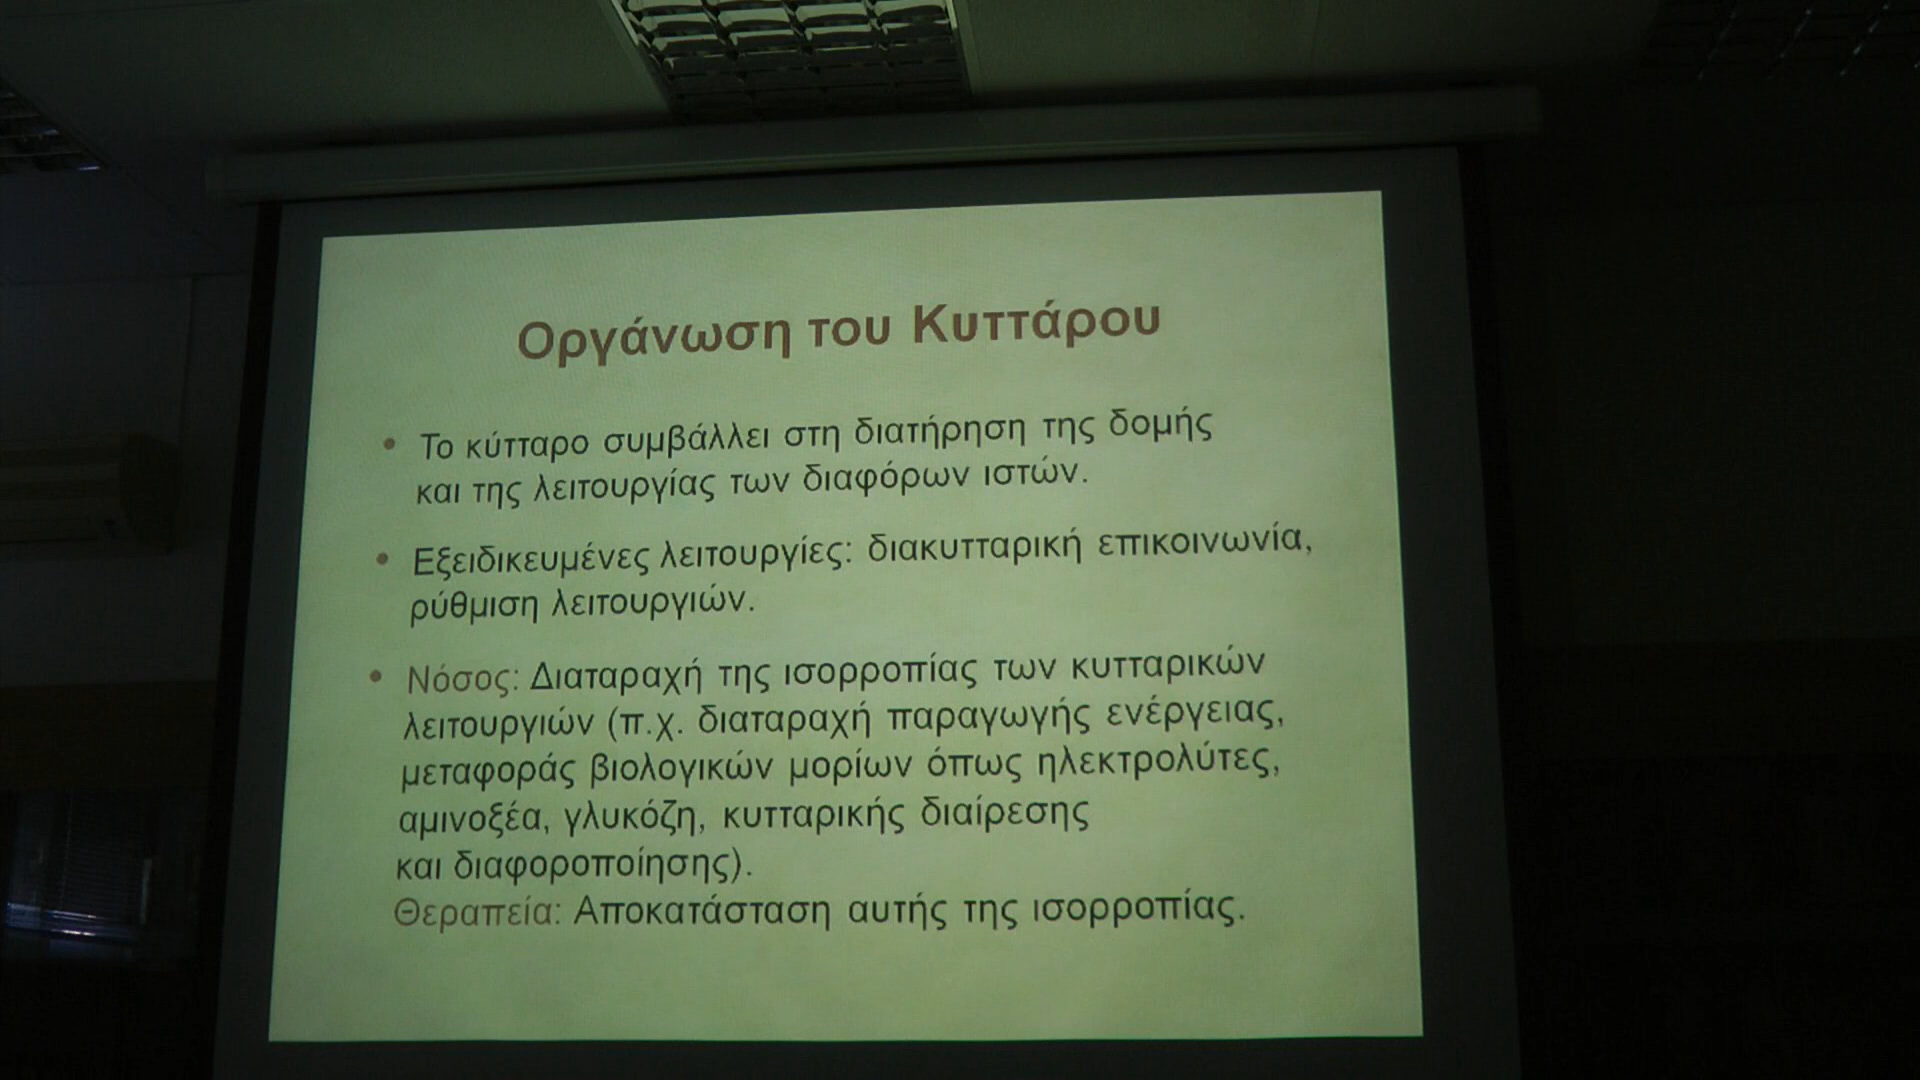 Οργάνωση του Κυττάρου
• Το κύτταρο συμβάλλει στη διατήρηση της δομής
και της λειτουργίας των διαφόρων ιστών.
• Εξειδικευμένες λειτουργίες: διακυτταρική επικοινωνία,
ρύθμιση λειτουργιών.
• Νόσος: Διαταραχή της ισορροπίας των κυτταρικών
λειτουργιών (π.χ. διαταραχή παραγωγής ενέργειας,
μεταφοράς βιολογικών μορίων όπως ηλεκτρολύτες,
αμινοξέα, γλυκόζη, κυτταρικής διαίρεσης
και διαφοροποίησης).
Θεραπεία: Αποκατάσταση αυτής της ισορροπίας.